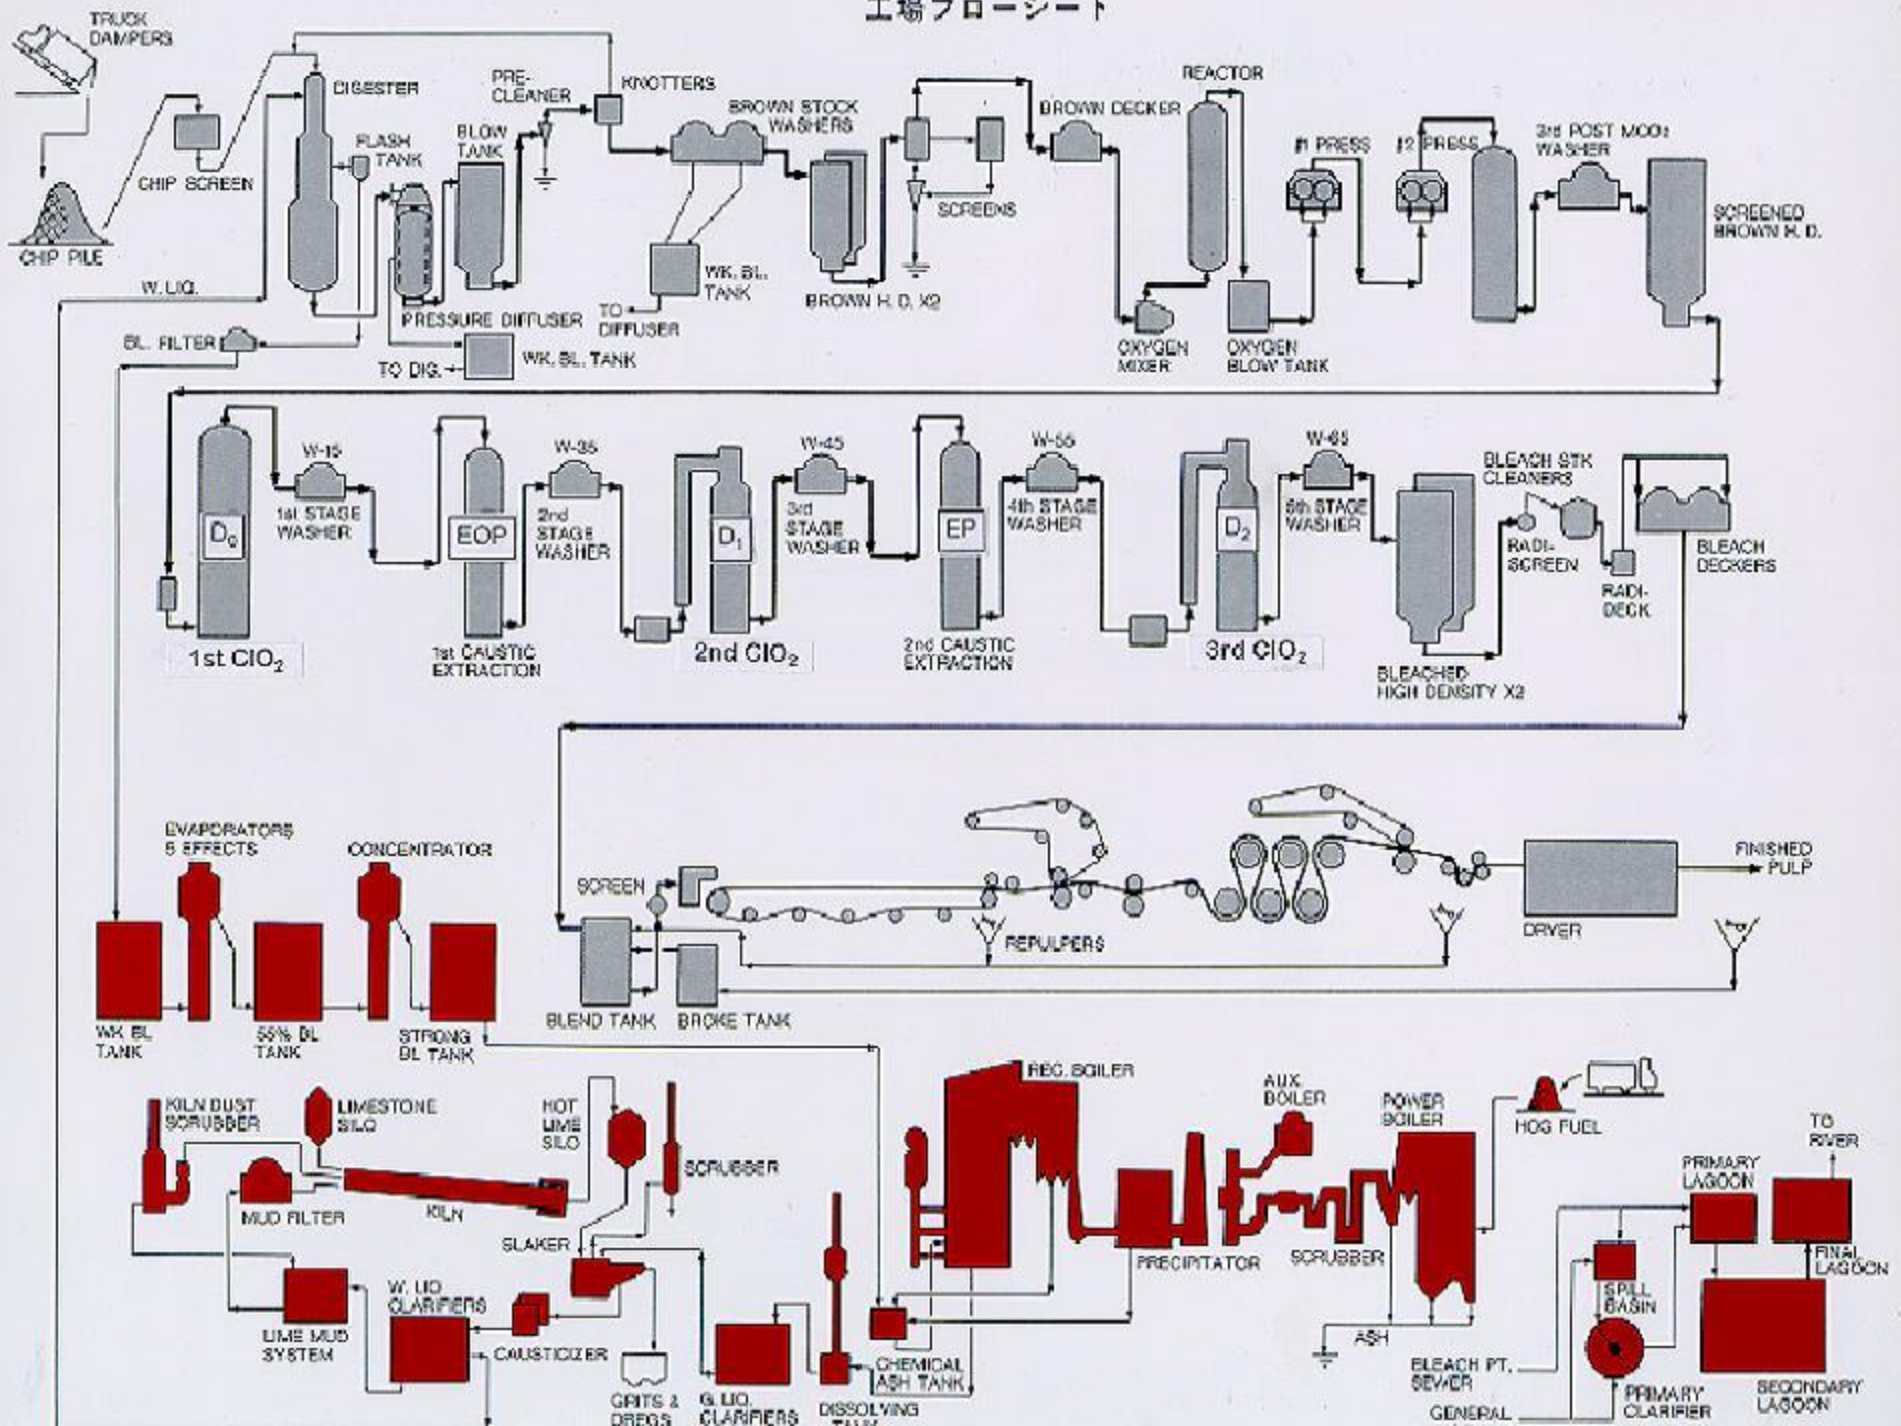 工場フローシート
TRUCK
DAMPERS
CHIP PILE
CHIP SCREEN
DIGESTER
FLASH
TANK
BLOW
TANK
PRE-
CLEANER
KNOTTERS
BROWN STOCK
WASHERS
BROWN DECKER
REACTOR
#1 PRESS
#2 PRESS
WASHER
SCREENED
BROWN H. D.
SCREENS
W.LIQ.
PRESSURE DIFFUSER
TO
DIFFUSER
WK. BL.
TANK
BROWN H. D. X2
BL. FILTER
TO DIG.
WK. BL. TANK
OXYGEN
MIXER
OXYGEN
BLOW TANK
D0
W-15
1st STAGE
WASHER
EOP
W-35
2nd
STAGE
WASHER
D1
W-45
3rd
STAGE
WASHER
EP
W-55
4th STAGE
WASHER
D2
W-65
5th STAGE
WASHER
BLEACH STK
CLEANERS
RADI-
SCREEN
RADI-
DECK
BLEACH
DECKERS
1st ClO2
1st CAUSTIC
EXTRACTION
2nd ClO2
2nd CAUSTIC
EXTRACTION
3rd ClO2
BLEACHED
HIGH DENSITY X2
EVAPORATORS
5 EFFECTS
CONCENTRATOR
SCREEN
REPULPERS
DRYER
FINISHED
PULP
WK BL
TANK
55% BL
TANK
STRONG
BL TANK
BLEND TANK
BROKE TANK
KILN DUST
SCRUBBER
LIMESTONE
SILO
HOT
LIME
SILO
SCRUBBER
MUD FILTER
KILN
SLAKER
REC. BOILER
AUX.
BOILER
POWER
BOILER
HOG FUEL
TO
RIVER
PRIMARY
LAGOON
PRECIPITATOR
SCRUBBER
FINAL
LAGOON
SPILL
BASIN
W. LIQ
CLARIFIERS
LIME MUD
SYSTEM
CAUSTICIZER
GRITS &
DREGS
G. LIQ.
CLARIFIERS
DISSOLVING
TANK
CHEMICAL
ASH TANK
ASH
BLEACH PT.
SEWER
GENERAL
PRIMARY
CLARIFIER
SECONDARY
LAGOON